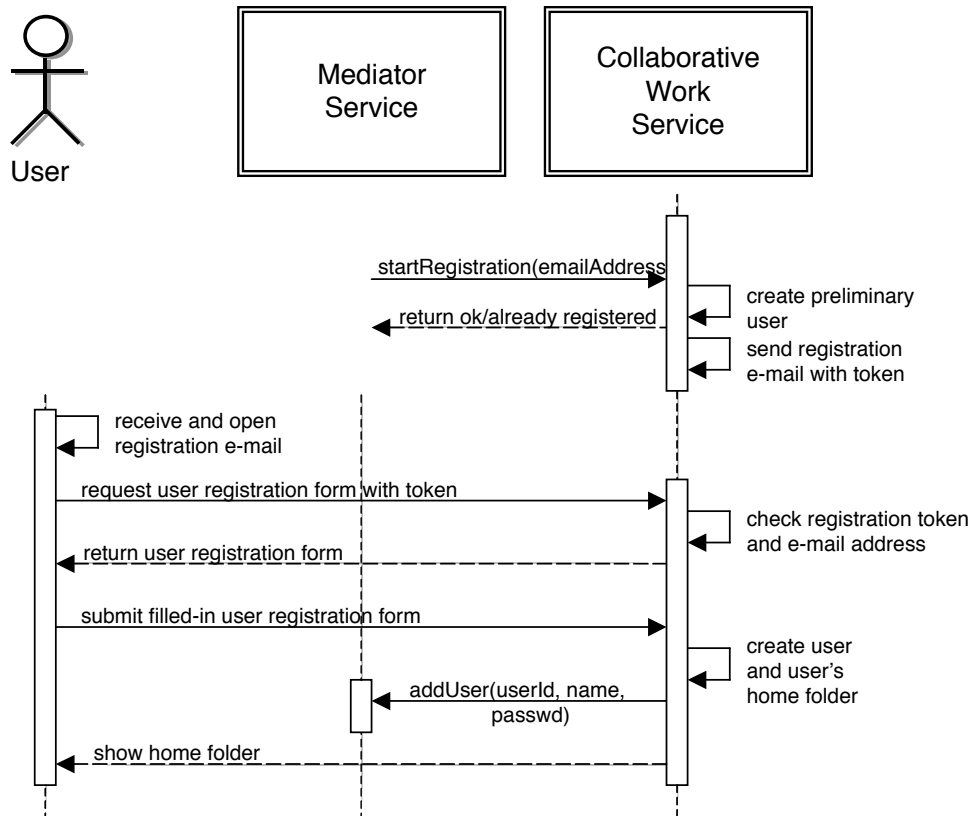 User
Mediator
Service
Collaborative
Work
Service
startRegistration(emailAddress
create preliminary
user
return ok/already registered
send registration
e-mail with token
receive and open
registration e-mail
request user registration form with token
check registration token
and e-mail address
return user registration form
submit filled-in user registration form
create user
and user's
home folder
addUser(userId, name,
passwd)
show home folder